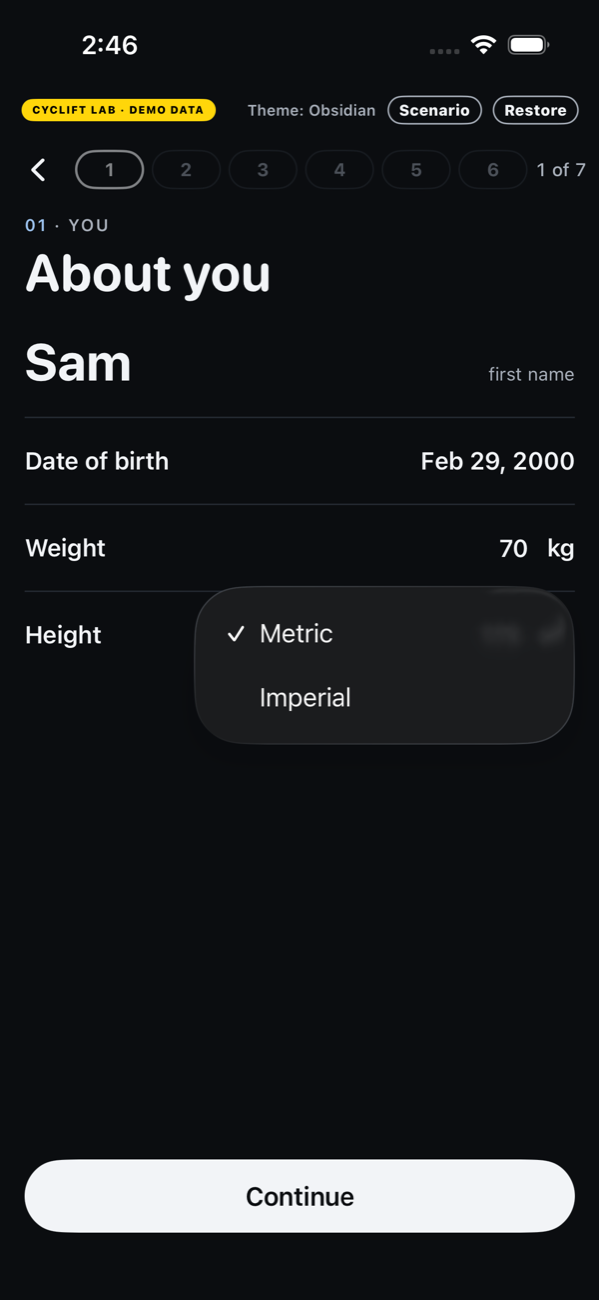 2:46
CYCLIFT LAB · DEMO DATA Theme: Obsidian Scenario Restore
1 2 3 4 5 6 1 of 7
01 · YOU
About you
Sam first name
Date of birth Feb 29, 2000
Weight 70 kg
Height
✓ Metric
Imperial
Continue